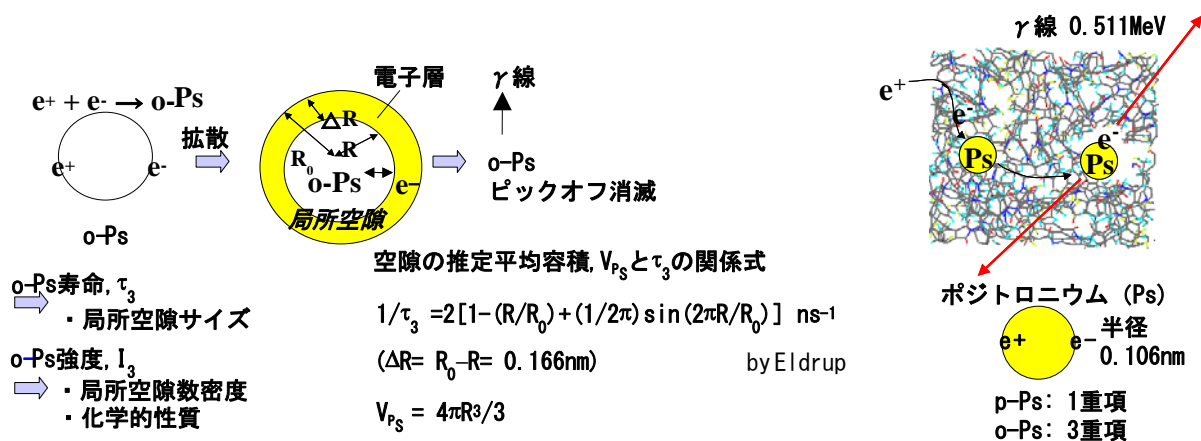 e⁺ + e⁻ → o-Ps
e⁺
e⁻
o-Ps
拡散
電子層
ΔR
R₀
R
o-Ps
e−
局所空隙
γ線
o-Ps
ピックオフ消滅
o-Ps寿命, τ₃
・局所空隙サイズ
o-Ps強度, I₃
・局所空隙数密度
・化学的性質
空隙の推定平均容積, V_PSとτ₃の関係式
1/τ₃ =2[1-(R/R₀)+(1/2π)sin(2πR/R₀)] ns⁻¹
(ΔR= R₀–R= 0.166nm) by Eldrup
V_PS = 4πR³/3
γ線 0.511MeV
e⁺
e⁻
Ps
e⁻
Ps
ポジトロニウム (Ps)
e+
e−
半径
0.106nm
p-Ps: 1重項
o-Ps: 3重項